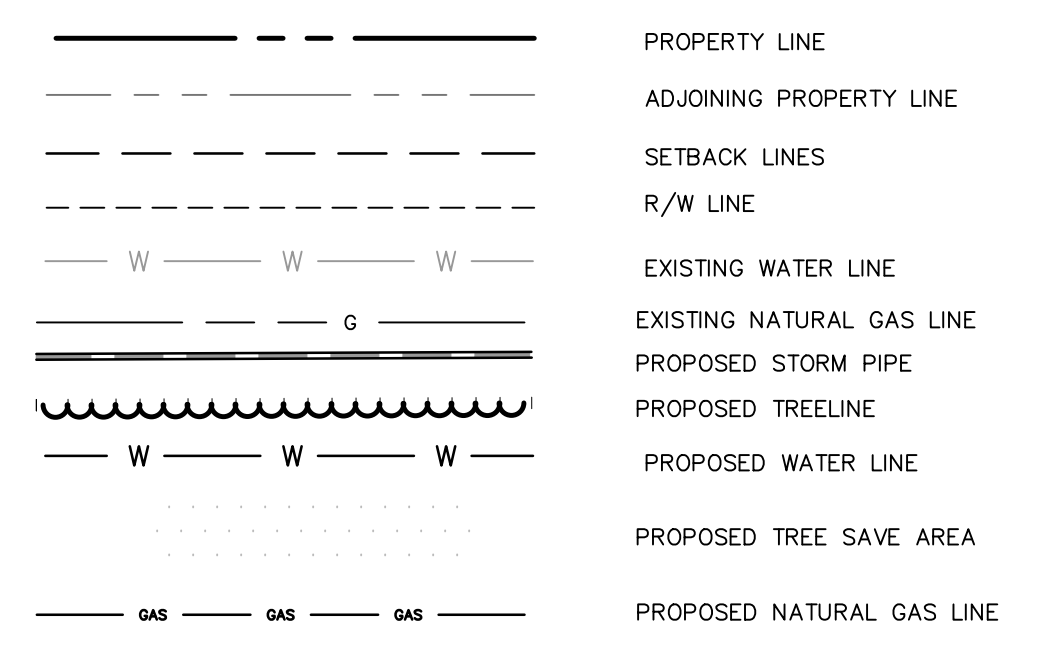 PROPERTY LINE
ADJOINING PROPERTY LINE
SETBACK LINES
R/W LINE
W W W EXISTING WATER LINE
G EXISTING NATURAL GAS LINE
PROPOSED STORM PIPE
PROPOSED TREELINE
W W W PROPOSED WATER LINE
PROPOSED TREE SAVE AREA
GAS GAS GAS PROPOSED NATURAL GAS LINE